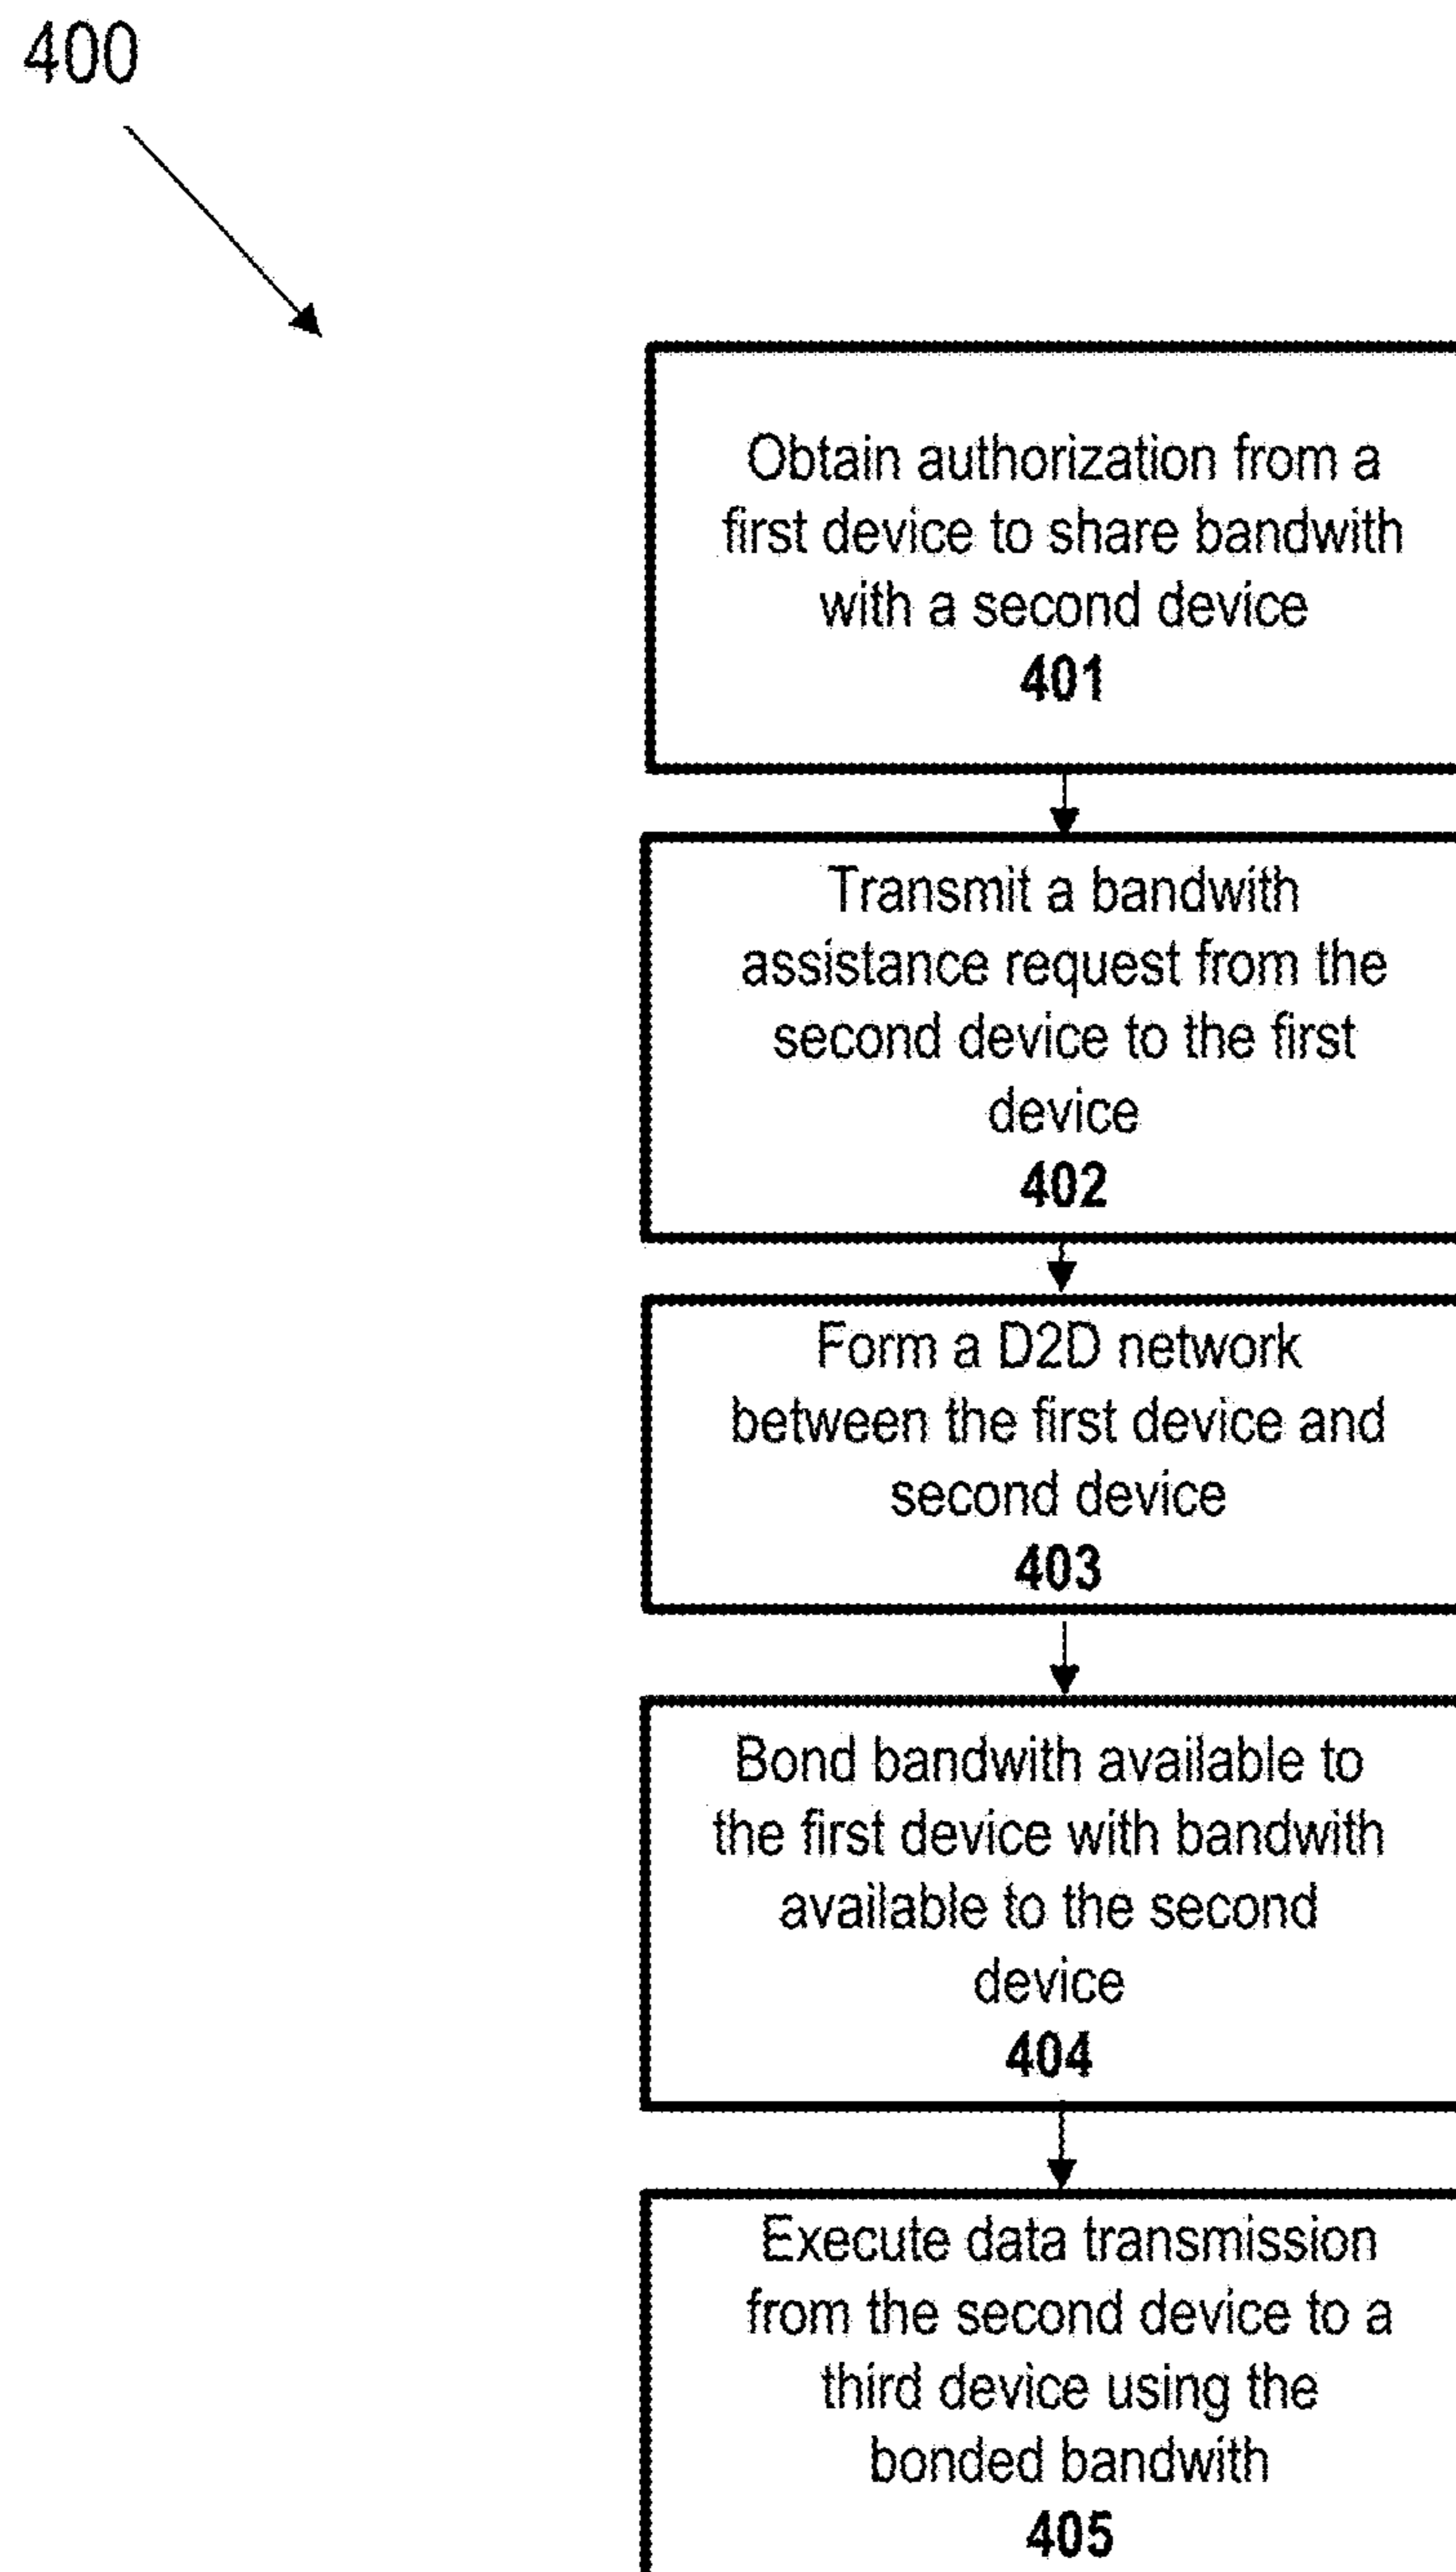 400
Obtain authorization from a
first device to share bandwith
with a second device
401
Transmit a bandwith
assistance request from the
second device to the first
device
402
Form a D2D network
between the first device and
second device
403
Bond bandwith available to
the first device with bandwith
available to the second
device
404
Execute data transmission
from the second device to a
third device using the
bonded bandwith
405